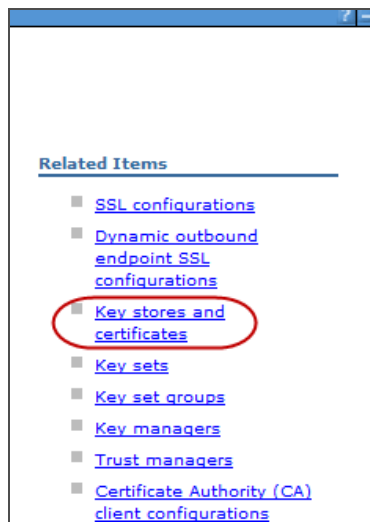 ?
Related Items
SSL configurations
Dynamic outbound
endpoint SSL
configurations
Key stores and
certificates
Key sets
Key set groups
Key managers
Trust managers
Certificate Authority (CA)
client configurations